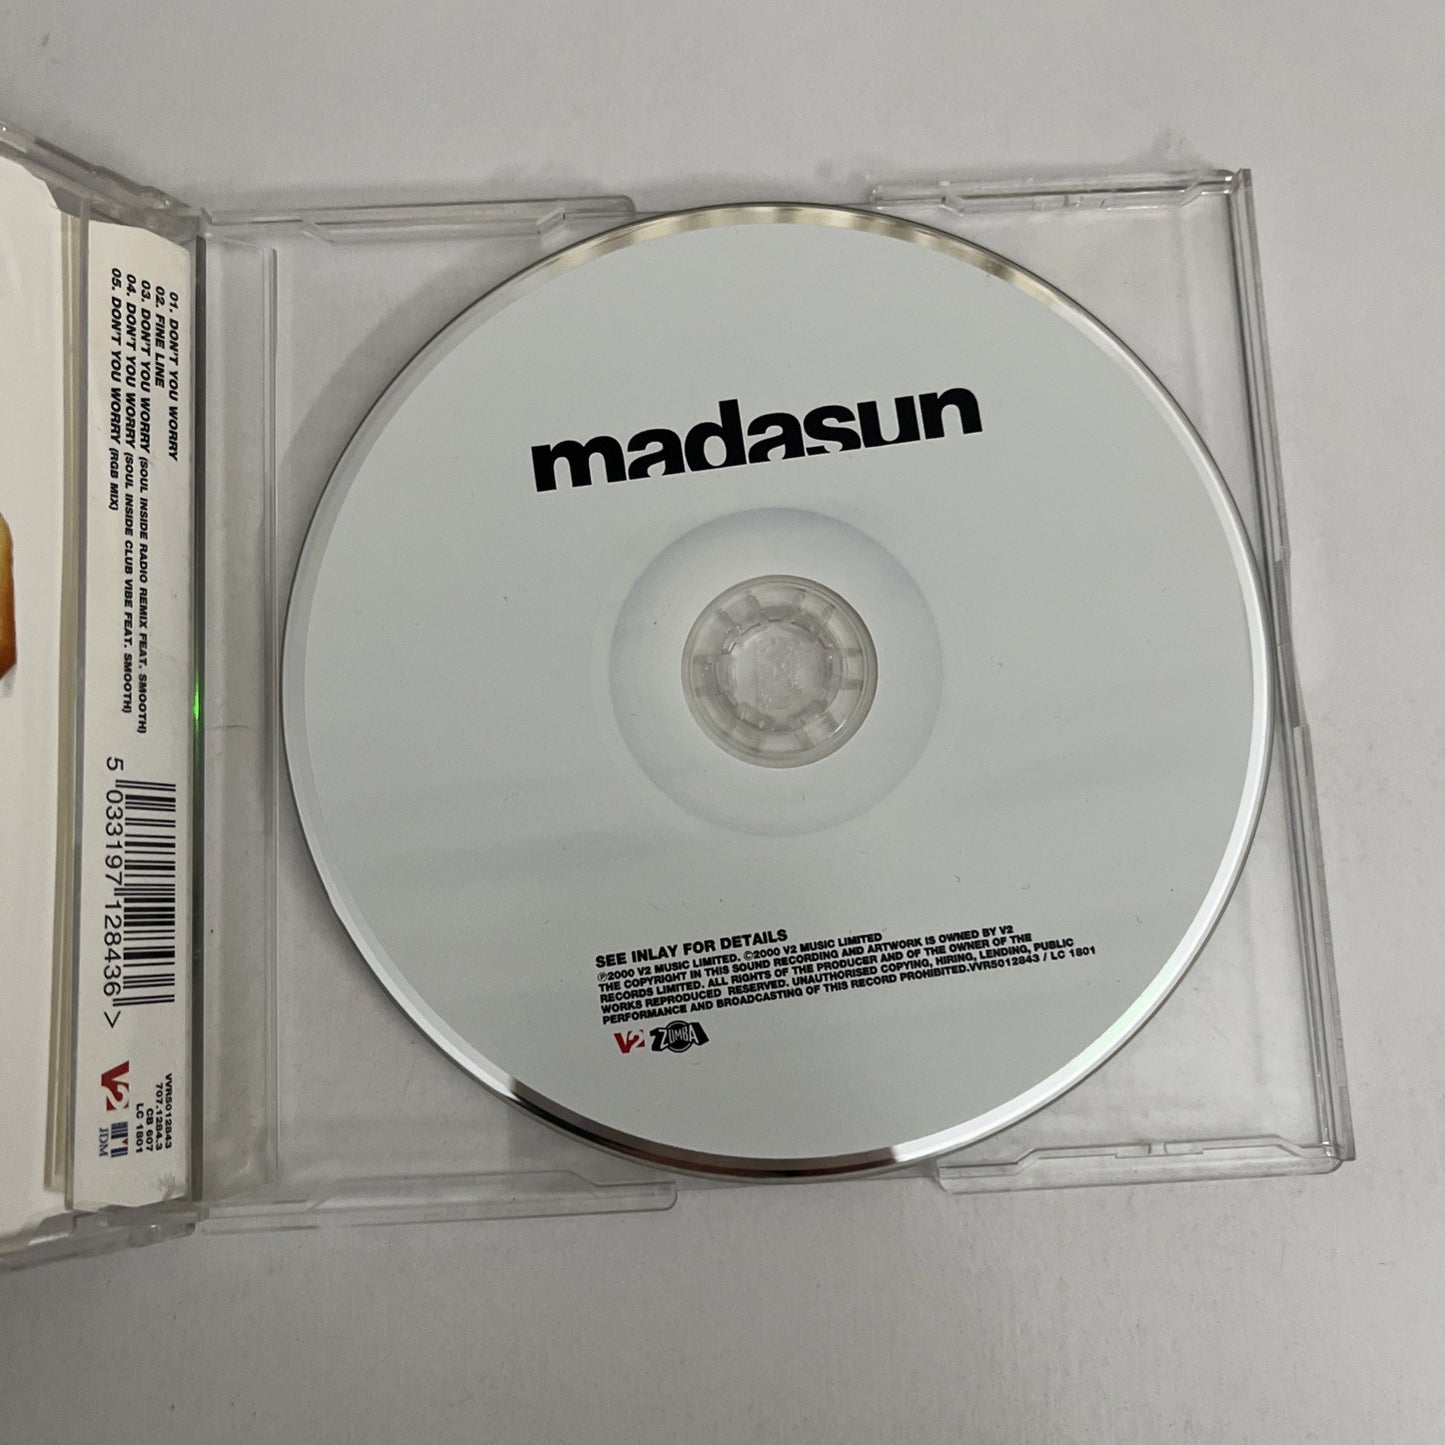 01. DON'T YOU WORRY
02. FINE LINE
03. DON'T YOU WORRY (SOUL INSIDE RADIO REMIX FEAT. SMOOTH)
04. DON'T YOU WORRY (SOUL INSIDE CLUB VIBE FEAT. SMOOTH)
05. DON'T YOU WORRY (RGB MIX)
5 033197 128436 >
VVR5012843
707.1284.3
CB 607
LC 1801
V2
JDM
madasun
SEE INLAY FOR DETAILS
℗2000 V2 MUSIC LIMITED. ©2000 V2 MUSIC LIMITED
THE COPYRIGHT IN THIS SOUND RECORDING AND ARTWORK IS OWNED BY V2
RECORDS LIMITED. ALL RIGHTS OF THE PRODUCER AND OF THE OWNER OF THE
WORKS REPRODUCED RESERVED. UNAUTHORISED COPYING, HIRING, LENDING, PUBLIC
PERFORMANCE AND BROADCASTING OF THIS RECORD PROHIBITED.VVR5012843 / LC 1801
V2 ZOMBA